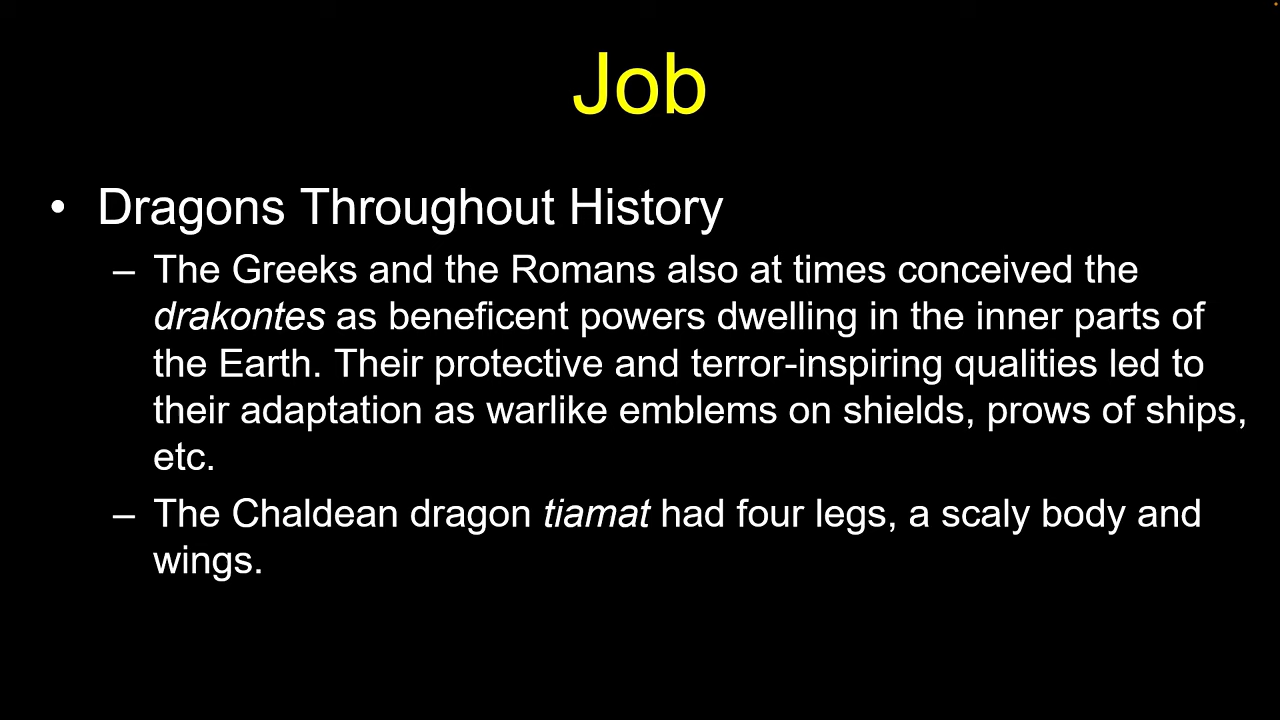 Job
• Dragons Throughout History
– The Greeks and the Romans also at times conceived the
drakontes as beneficent powers dwelling in the inner parts of
the Earth. Their protective and terror-inspiring qualities led to
their adaptation as warlike emblems on shields, prows of ships,
etc.
– The Chaldean dragon tiamat had four legs, a scaly body and
wings.